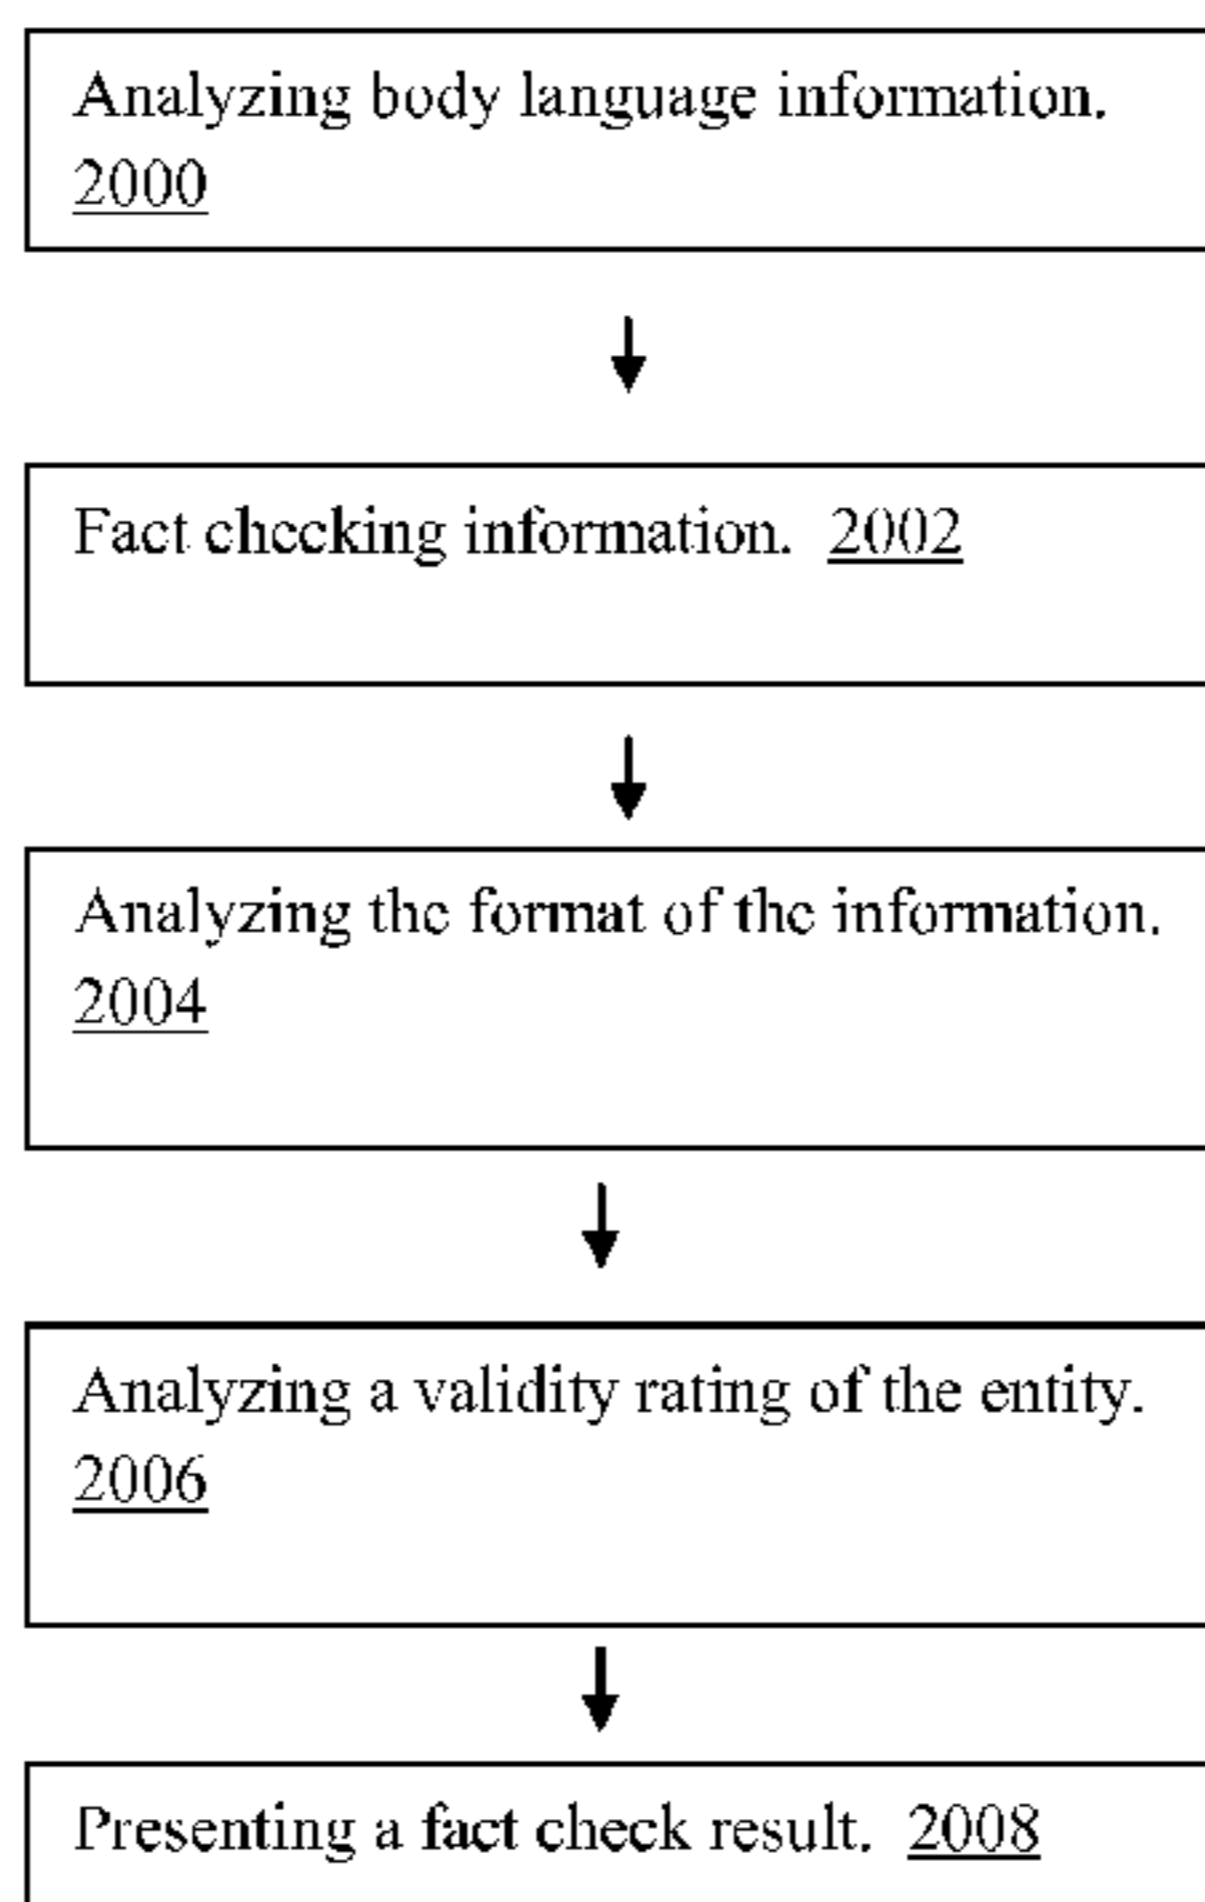 Analyzing body language information.
2000
Fact checking information. 2002
Analyzing the format of the information.
2004
Analyzing a validity rating of the entity.
2006
Presenting a fact check result. 2008